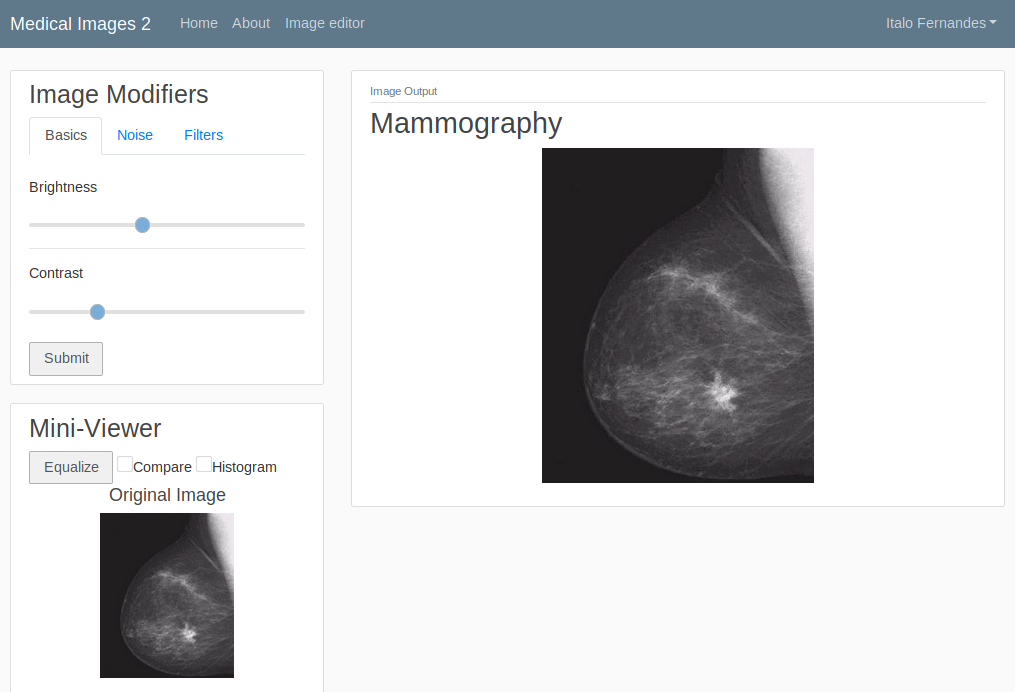 Medical Images 2 Home About Image editor Italo Fernandes
Image Modifiers
Basics Noise Filters
Brightness
Contrast
Submit
Mini-Viewer
Equalize Compare Histogram
Original Image
Image Output
Mammography